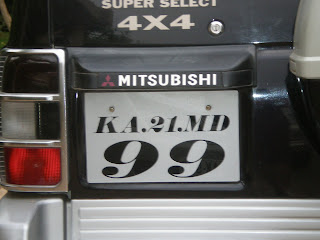 SUPER SELECT
4X4
MITSUBISHI
KA.21.MD
99